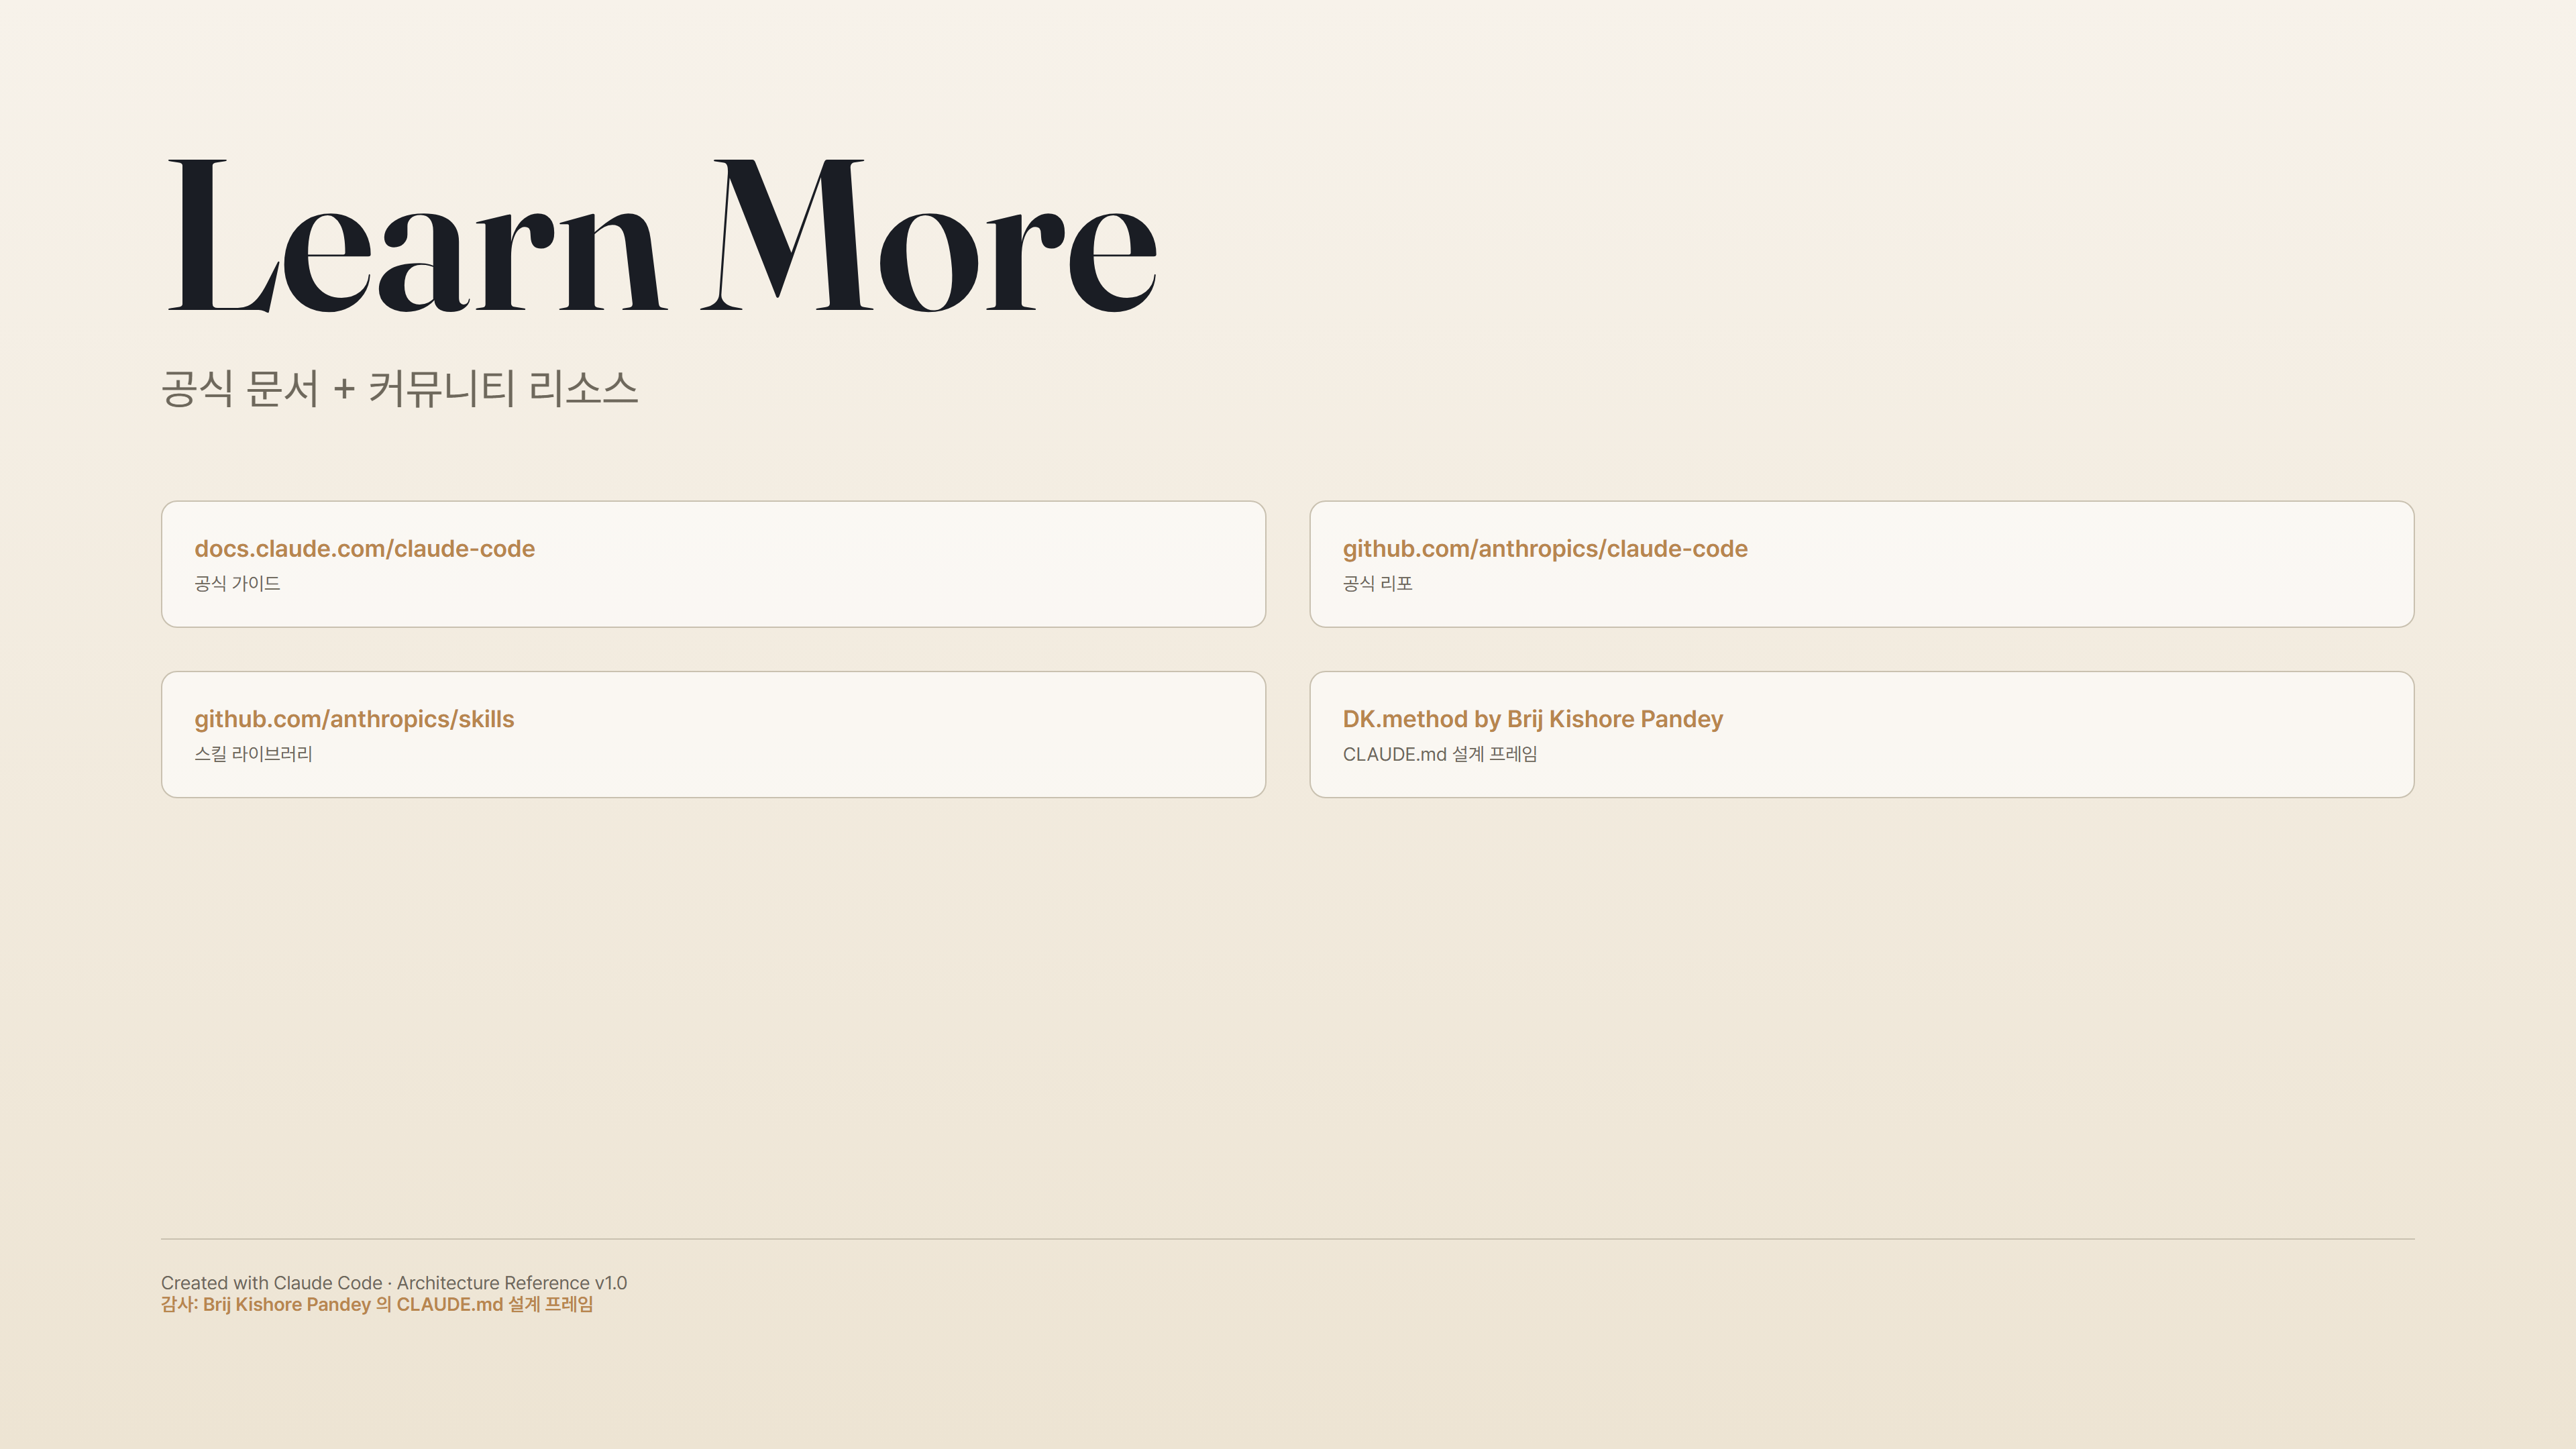 Learn More
공식 문서 + 커뮤니티 리소스
docs.claude.com/claude-code
공식 가이드
github.com/anthropics/claude-code
공식 리포
github.com/anthropics/skills
스킬 라이브러리
DK.method by Brij Kishore Pandey
CLAUDE.md 설계 프레임
Created with Claude Code · Architecture Reference v1.0
감사: Brij Kishore Pandey 의 CLAUDE.md 설계 프레임